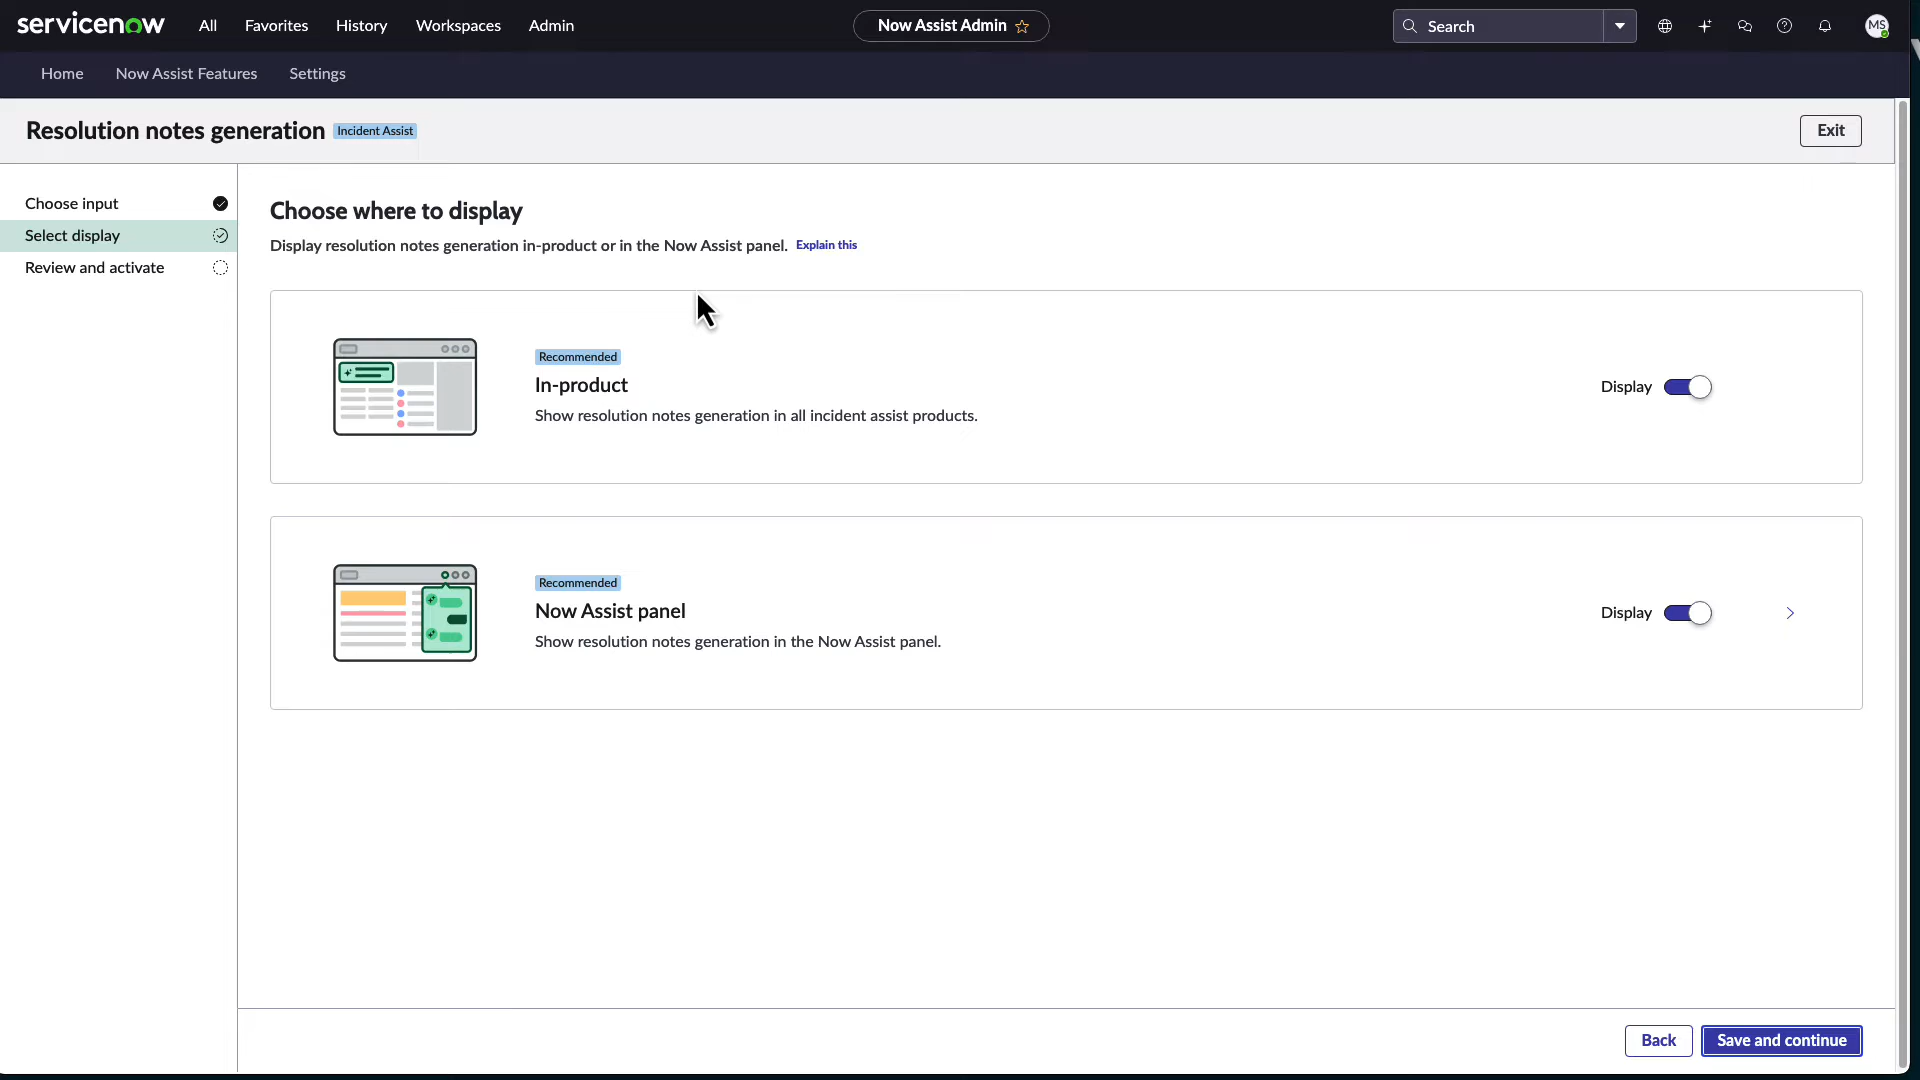 servicenow All Favorites History Workspaces Admin Now Assist Admin Search MS
Home Now Assist Features Settings
Resolution notes generation Incident Assist Exit
Choose input
Select display
Review and activate
Choose where to display
Display resolution notes generation in-product or in the Now Assist panel. Explain this
Recommended
In-product
Show resolution notes generation in all incident assist products.
Display
Recommended
Now Assist panel
Show resolution notes generation in the Now Assist panel.
Display
Back Save and continue